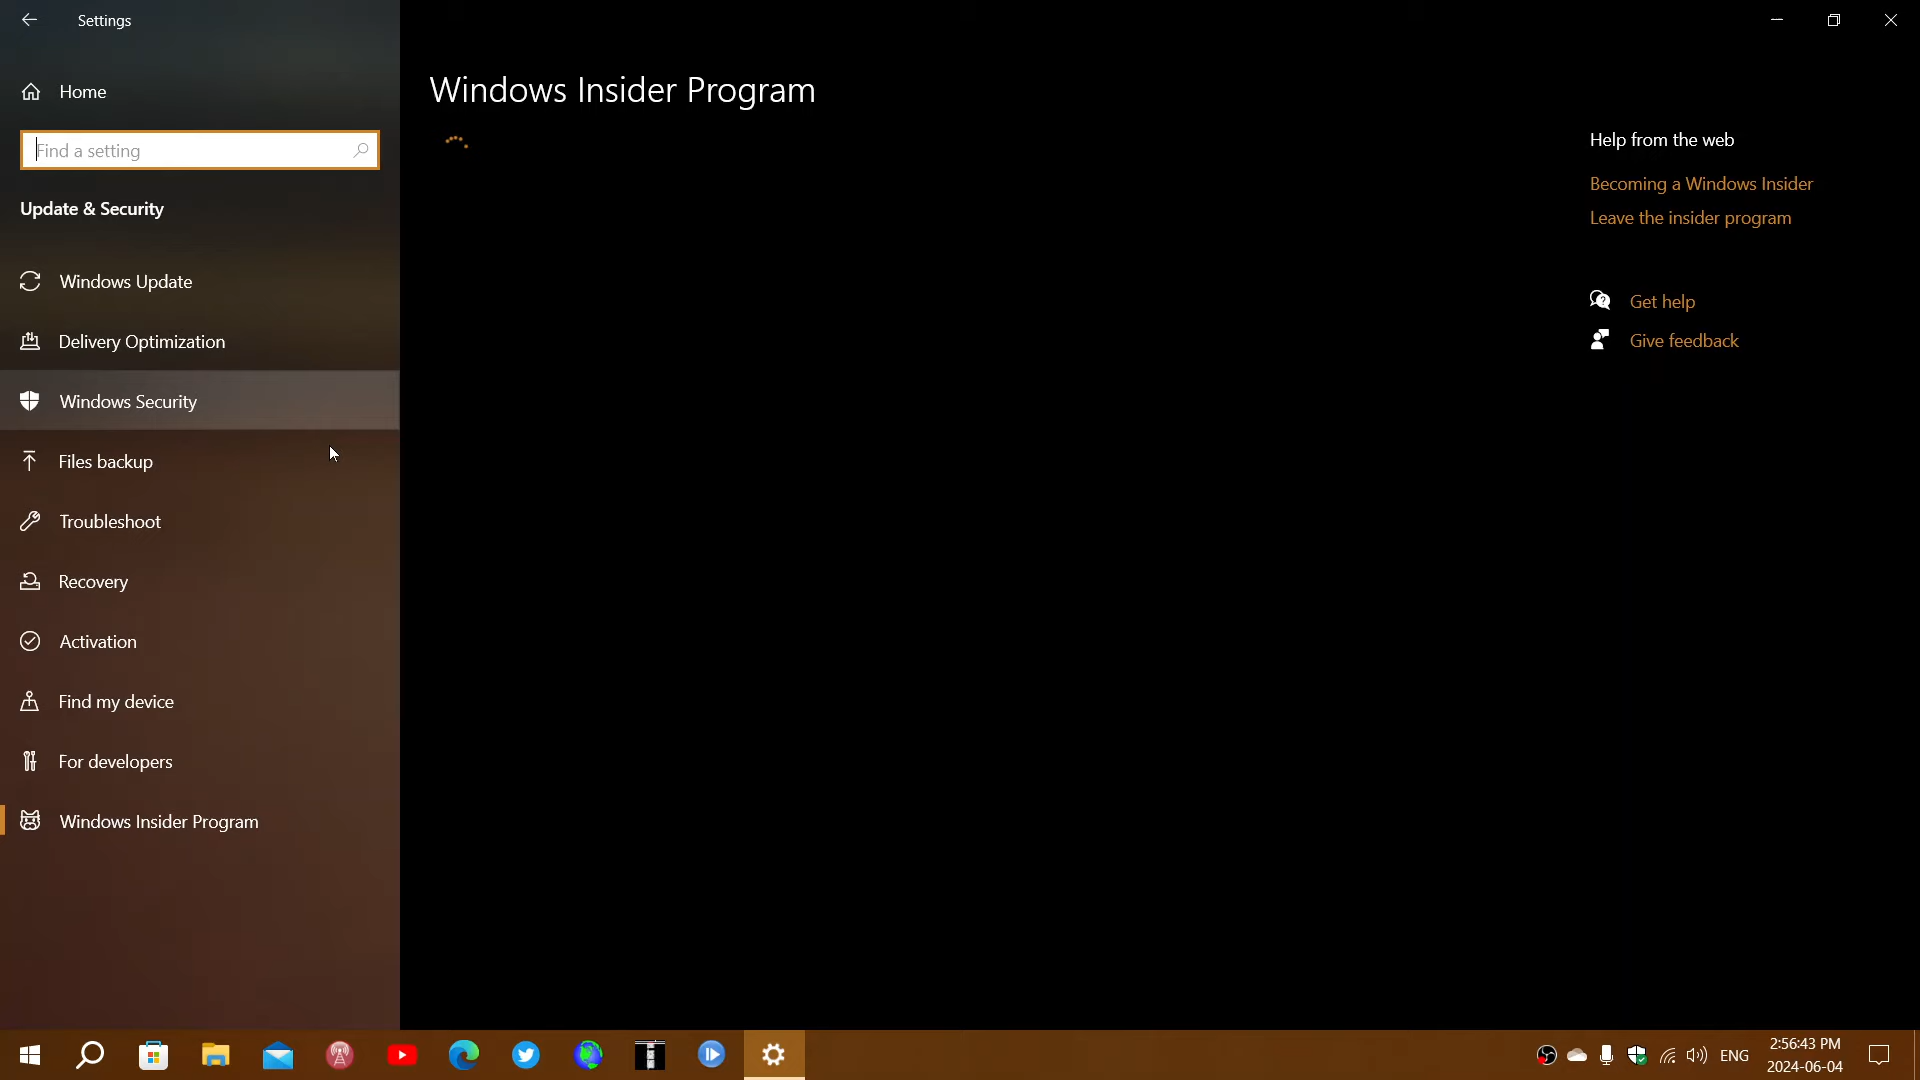 Settings
Home
Find a setting
Update & Security
Windows Update
Delivery Optimization
Windows Security
Files backup
Troubleshoot
Recovery
Activation
Find my device
For developers
Windows Insider Program
Windows Insider Program
Help from the web
Becoming a Windows Insider
Leave the insider program
Get help
Give feedback
ENG
2:56:43 PM
2024-06-04